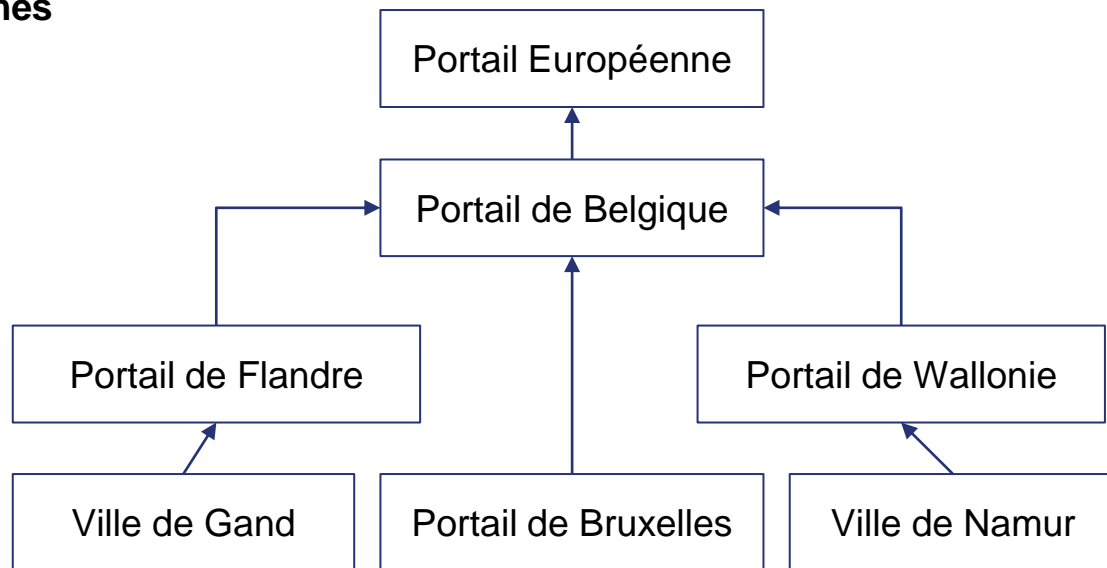 Portail Européenne
Portail de Belgique
Portail de Flandre
Portail de Wallonie
Ville de Gand
Portail de Bruxelles
Ville de Namur